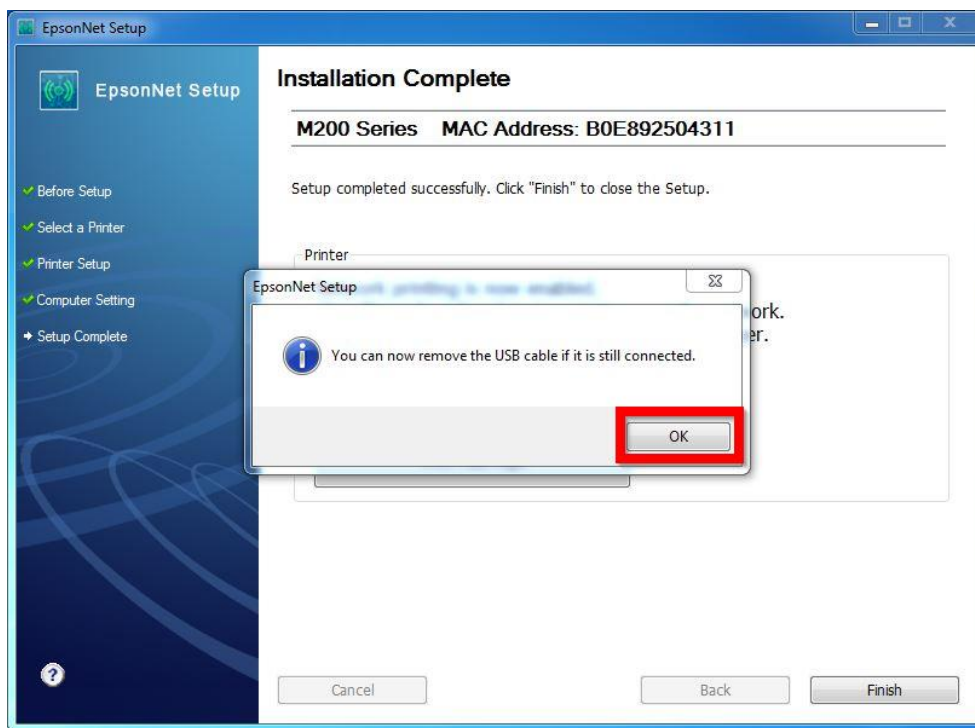 EpsonNet Setup
EpsonNet Setup
Before Setup
Select a Printer
Printer Setup
Computer Setting
Setup Complete
Installation Complete
M200 Series MAC Address: B0E892504311
Setup completed successfully. Click "Finish" to close the Setup.
Printer
EpsonNet Setup
You can now remove the USB cable if it is still connected.
OK
?
Cancel
Back
Finish